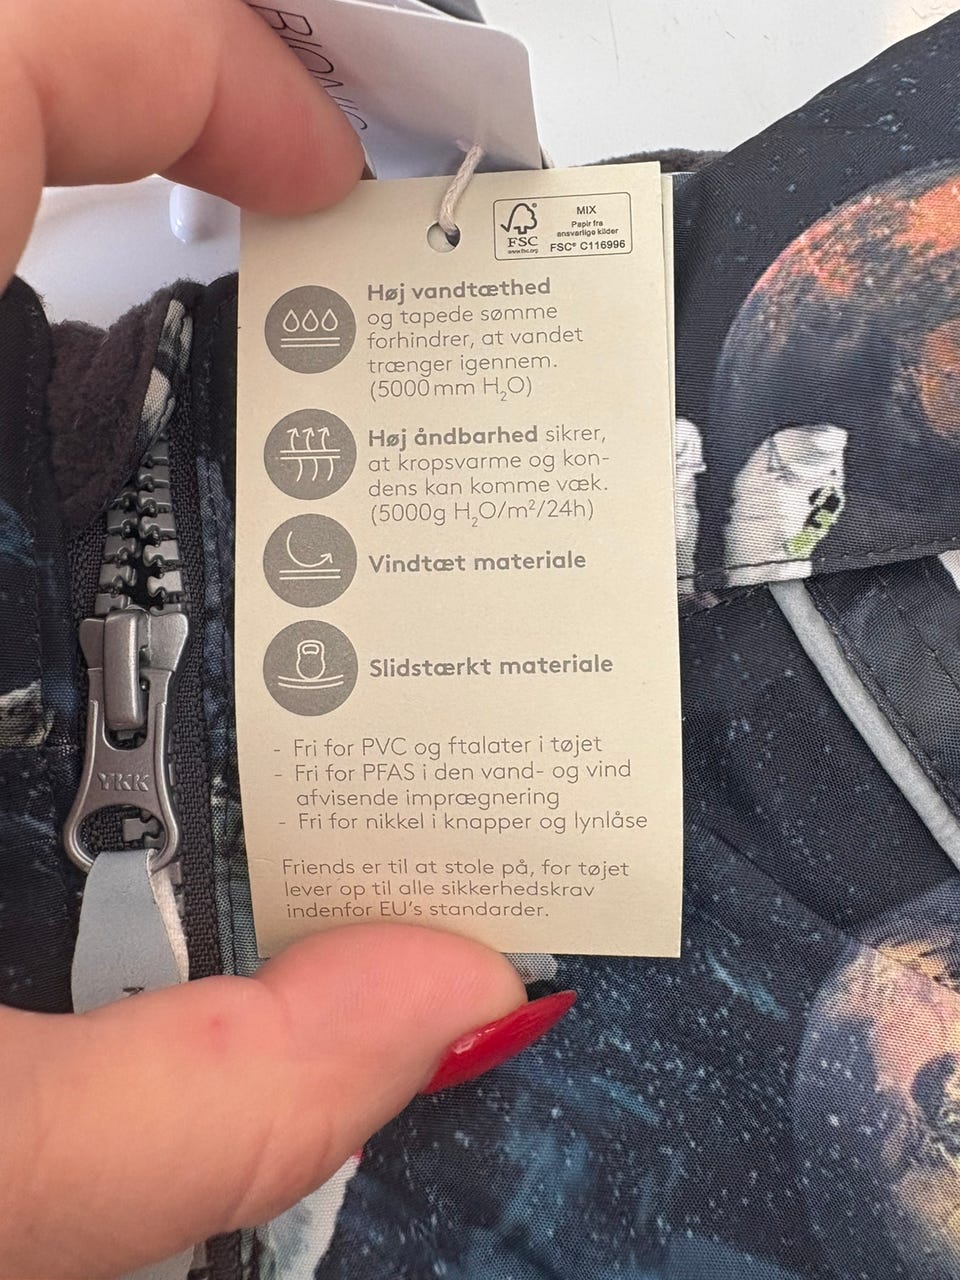 BIONIC
FSC
www.fsc.org
MIX
Papir fra
ansvarlige kilder
FSC® C116996
Høj vandtæthed
og tapede sømme
forhindrer, at vandet
trænger igennem.
(5000 mm H₂O)
Høj åndbarhed sikrer,
at kropsvarme og kon-
dens kan komme væk.
(5000g H₂O/m²/24h)
Vindtæt materiale
Slidstærkt materiale
- Fri for PVC og ftalater i tøjet
- Fri for PFAS i den vand- og vind
afvisende imprægnering
- Fri for nikkel i knapper og lynlåse
Friends er til at stole på, for tøjet
lever op til alle sikkerhedskrav
indenfor EU's standarder.
YKK